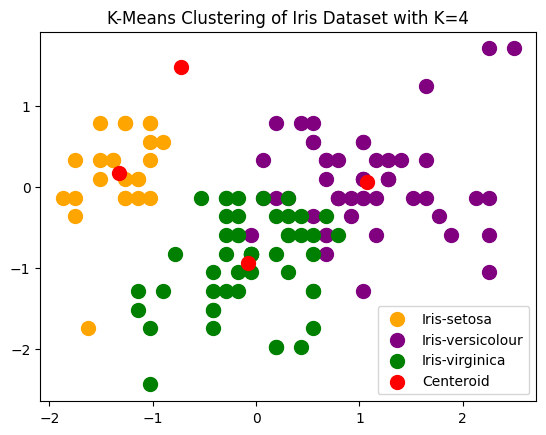 K-Means Clustering of Iris Dataset with K=4
1
0
−1
−2
−2
−1
0
1
2
Iris-setosa
Iris-versicolour
Iris-virginica
Centeroid